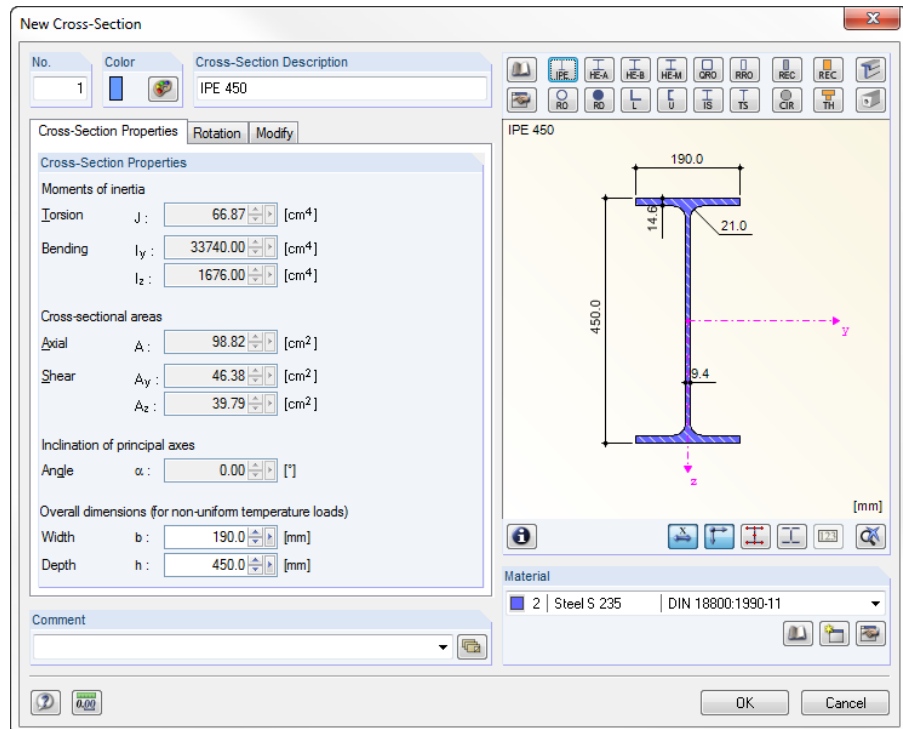 New Cross-Section
No. Color Cross-Section Description
1 IPE 450
IPE HE-A HE-B HE-M QRO RRO REC REC
RO RO L U IS TS CIR TH
Cross-Section Properties Rotation Modify
Cross-Section Properties
Moments of inertia
Torsion J : 66.87 [cm⁴]
Bending Iy : 33740.00 [cm⁴]
Iz : 1676.00 [cm⁴]
Cross-sectional areas
Axial A : 98.82 [cm²]
Shear Ay : 46.38 [cm²]
Az : 39.79 [cm²]
Inclination of principal axes
Angle α : 0.00 [°]
Overall dimensions (for non-uniform temperature loads)
Width b : 190.0 [mm]
Depth h : 450.0 [mm]
IPE 450
190.0
14.6
21.0
450.0
y
9.4
z
[mm]
i X 123
Material
2 Steel S 235 DIN 18800:1990-11
Comment
? 0.00
OK Cancel